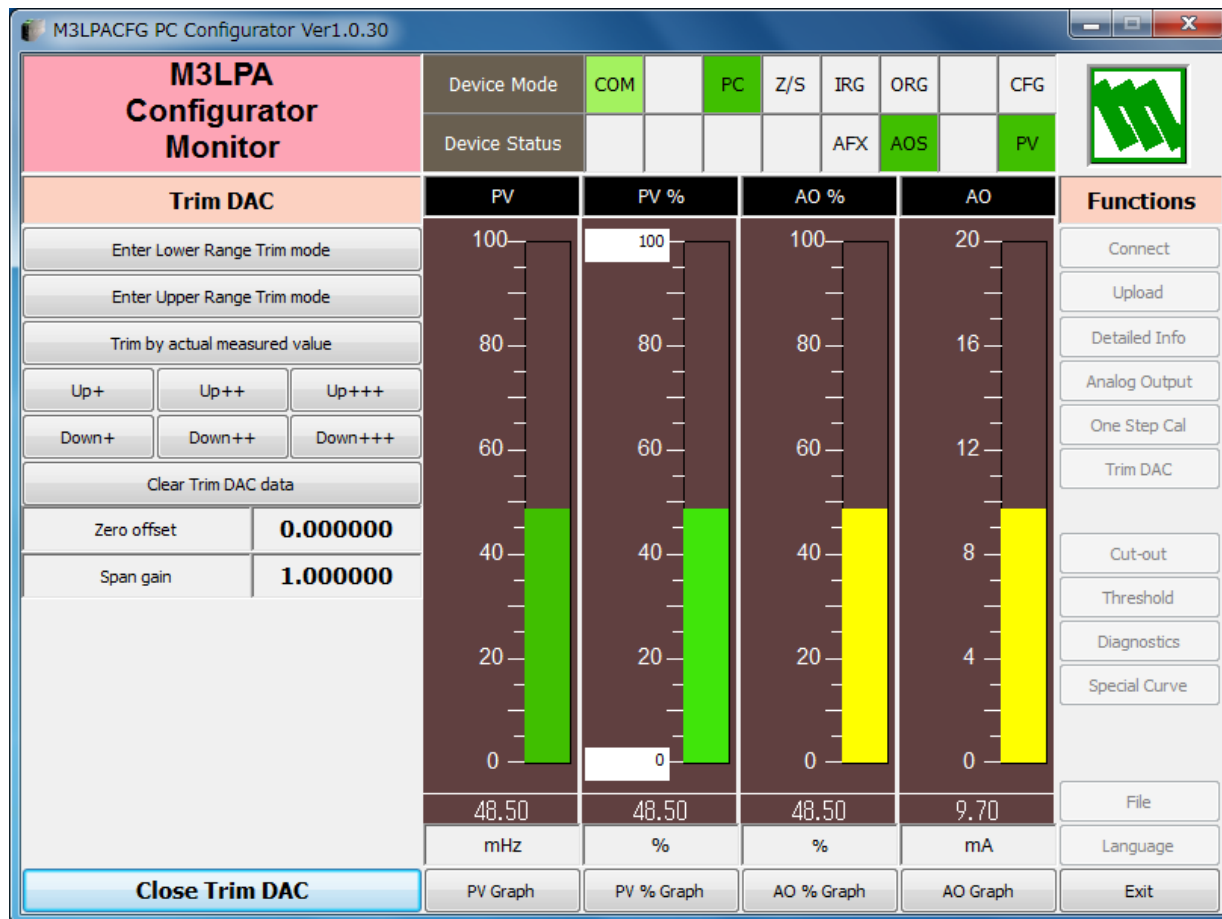 M3LPACFG PC Configurator Ver1.0.30
M3LPA
Configurator
Monitor
Device Mode
COM
PC
Z/S
IRG
ORG
CFG
Device Status
AFX
AOS
PV
Trim DAC
Enter Lower Range Trim mode
Enter Upper Range Trim mode
Trim by actual measured value
Up+
Up++
Up+++
Down+
Down++
Down+++
Clear Trim DAC data
Zero offset
0.000000
Span gain
1.000000
Close Trim DAC
PV
100
80
60
40
20
0
48.50
mHz
PV Graph
PV %
100
80
60
40
20
0
48.50
%
PV % Graph
AO %
100
80
60
40
20
0
48.50
%
AO % Graph
AO
20
16
12
8
4
0
9.70
mA
AO Graph
Functions
Connect
Upload
Detailed Info
Analog Output
One Step Cal
Trim DAC
Cut-out
Threshold
Diagnostics
Special Curve
File
Language
Exit